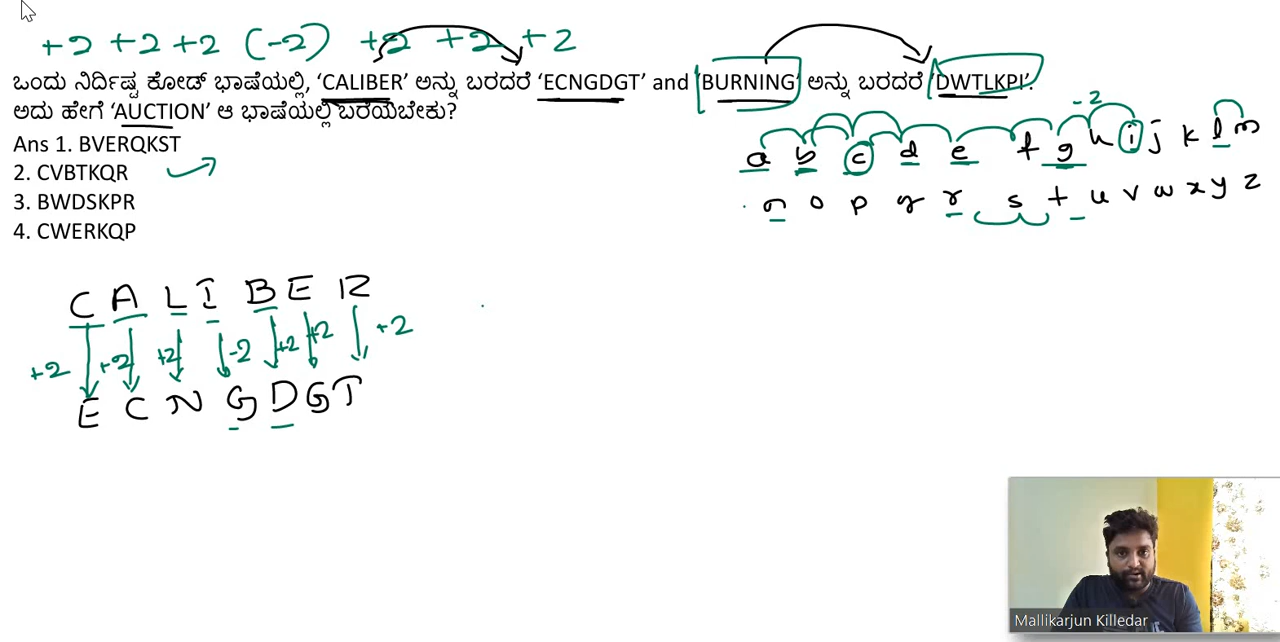 +2 +2 +2 (-2) +2 +2 +2
ಒಂದು ನಿರ್ದಿಷ್ಟ ಕೋಡ್ ಭಾಷೆಯಲ್ಲಿ, 'CALIBER' ಅನ್ನು ಬರದರೆ 'ECNGDGT' and 'BURNING' ಅನ್ನು ಬರದರೆ 'DWTLKPI'.
ಅದು ಹೇಗೆ 'AUCTION' ಆ ಭಾಷೆಯಲ್ಲಿ ಬರೆಯಬೇಕು?
Ans 1. BVERQKST
2. CVBTKQR
3. BWDSKPR
4. CWERKQP
-2
a b c d e f g h i j k l m
n o p q r s t u v w x y z
C A L I B E R
+2 +2 +2 -2 +2 +2 +2
E C N G D G T
Mallikarjun Killedar